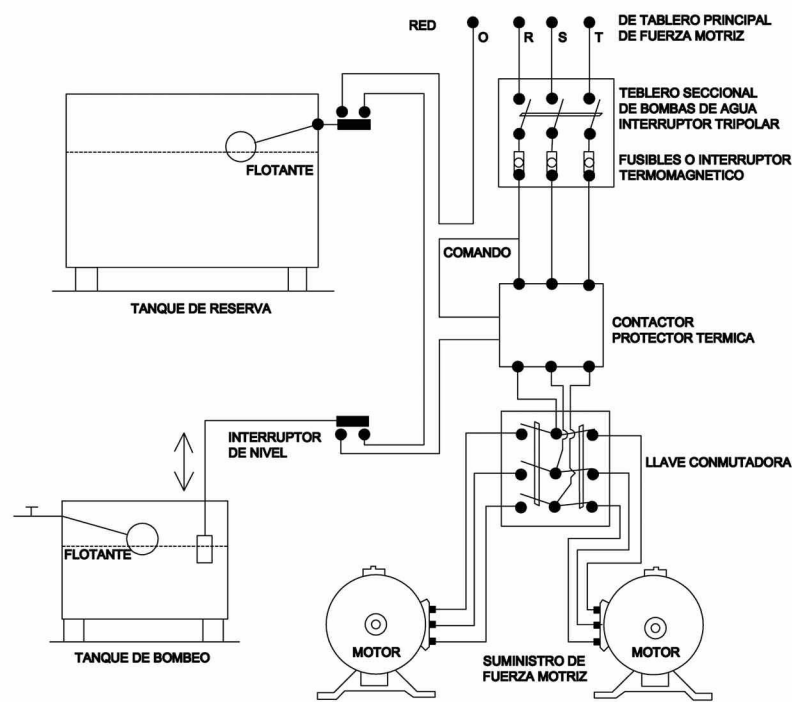 RED
O
R
S
T
DE TABLERO PRINCIPAL
DE FUERZA MOTRIZ
TEBLERO SECCIONAL
DE BOMBAS DE AGUA
INTERRUPTOR TRIPOLAR
FUSIBLES O INTERRUPTOR
TERMOMAGNETICO
FLOTANTE
COMANDO
TANQUE DE RESERVA
CONTACTOR
PROTECTOR TERMICA
INTERRUPTOR
DE NIVEL
LLAVE CONMUTADORA
FLOTANTE
TANQUE DE BOMBEO
MOTOR
SUMINISTRO DE
FUERZA MOTRIZ
MOTOR